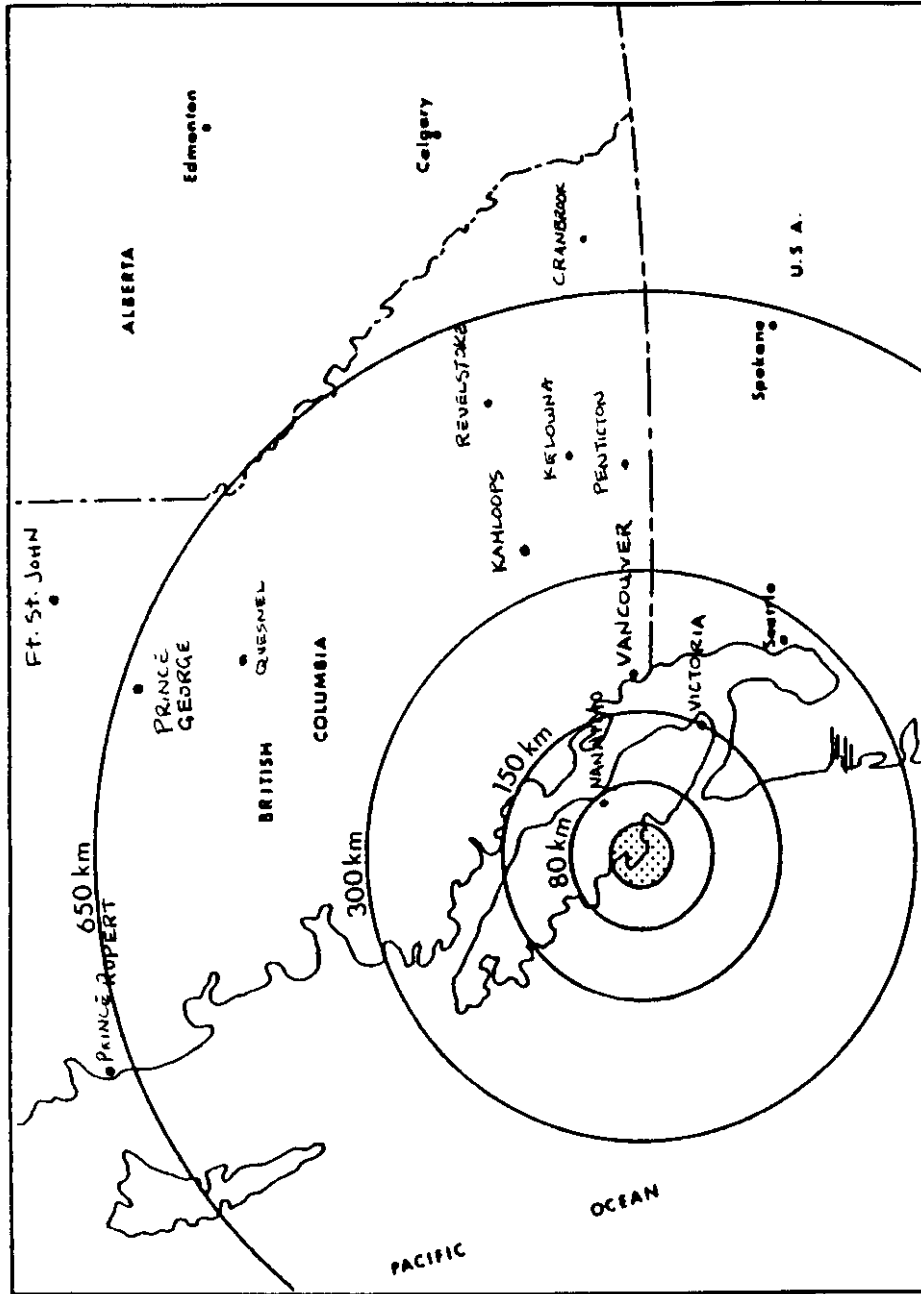 Edmonton
Calgary
ALBERTA
CRANBROOK
U.S.A.
REVELSTOKE
Spokane
KELOWNA
PENTICTON
KAMLOOPS
Ft. St. JOHN
VANCOUVER
Seattle
QUESNEL
PRINCE
GEORGE
BRITISH
COLUMBIA
VICTORIA
NANAIMO
150 km
80 km
300 km
650 km
PRINCE RUPERT
OCEAN
PACIFIC